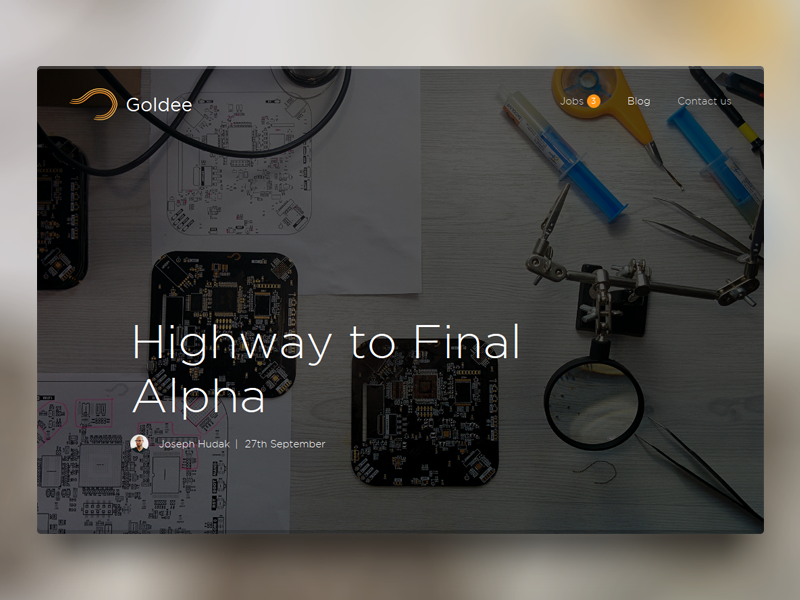 Goldee
Jobs 3
Blog
Contact us
Highway to Final
Alpha
Joseph Hudak | 27th September